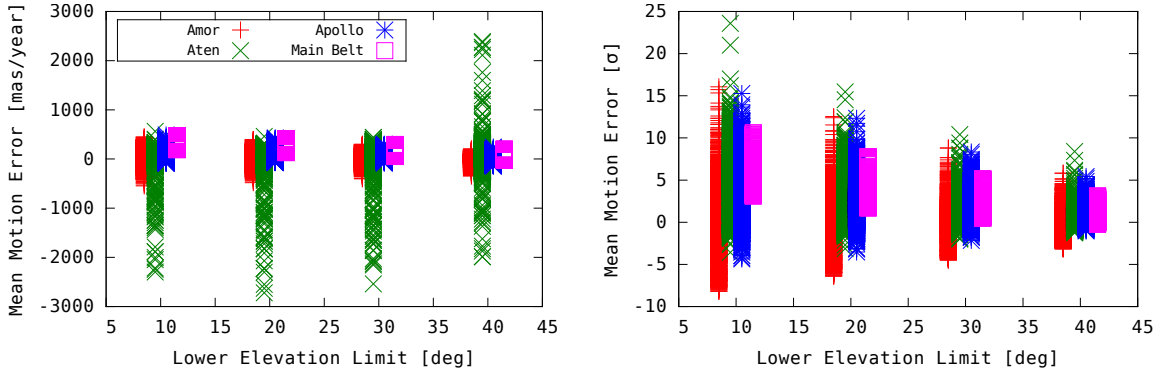 Mean Motion Error [mas/year]
3000
2000
1000
0
-1000
-2000
-3000
Amor
Apollo
Aten
Main Belt
5 10 15 20 25 30 35 40 45
Lower Elevation Limit [deg]
Mean Motion Error [σ]
25
20
15
10
5
0
-5
-10
5 10 15 20 25 30 35 40 45
Lower Elevation Limit [deg]